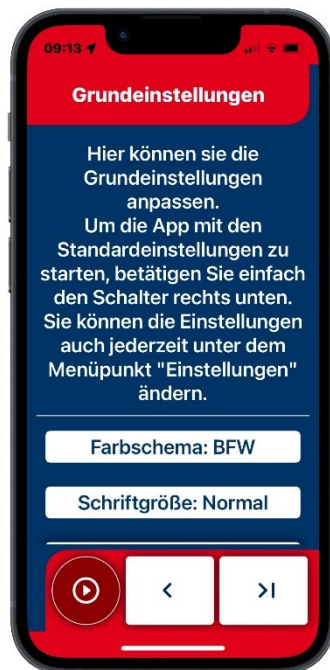 09:13
Grundeinstellungen
Hier können sie die
Grundeinstellungen
anpassen.
Um die App mit den
Standardeinstellungen zu
starten, betätigen Sie einfach
den Schalter rechts unten.
Sie können die Einstellungen
auch jederzeit unter dem
Menüpunkt "Einstellungen"
ändern.
Farbschema: BFW
Schriftgröße: Normal